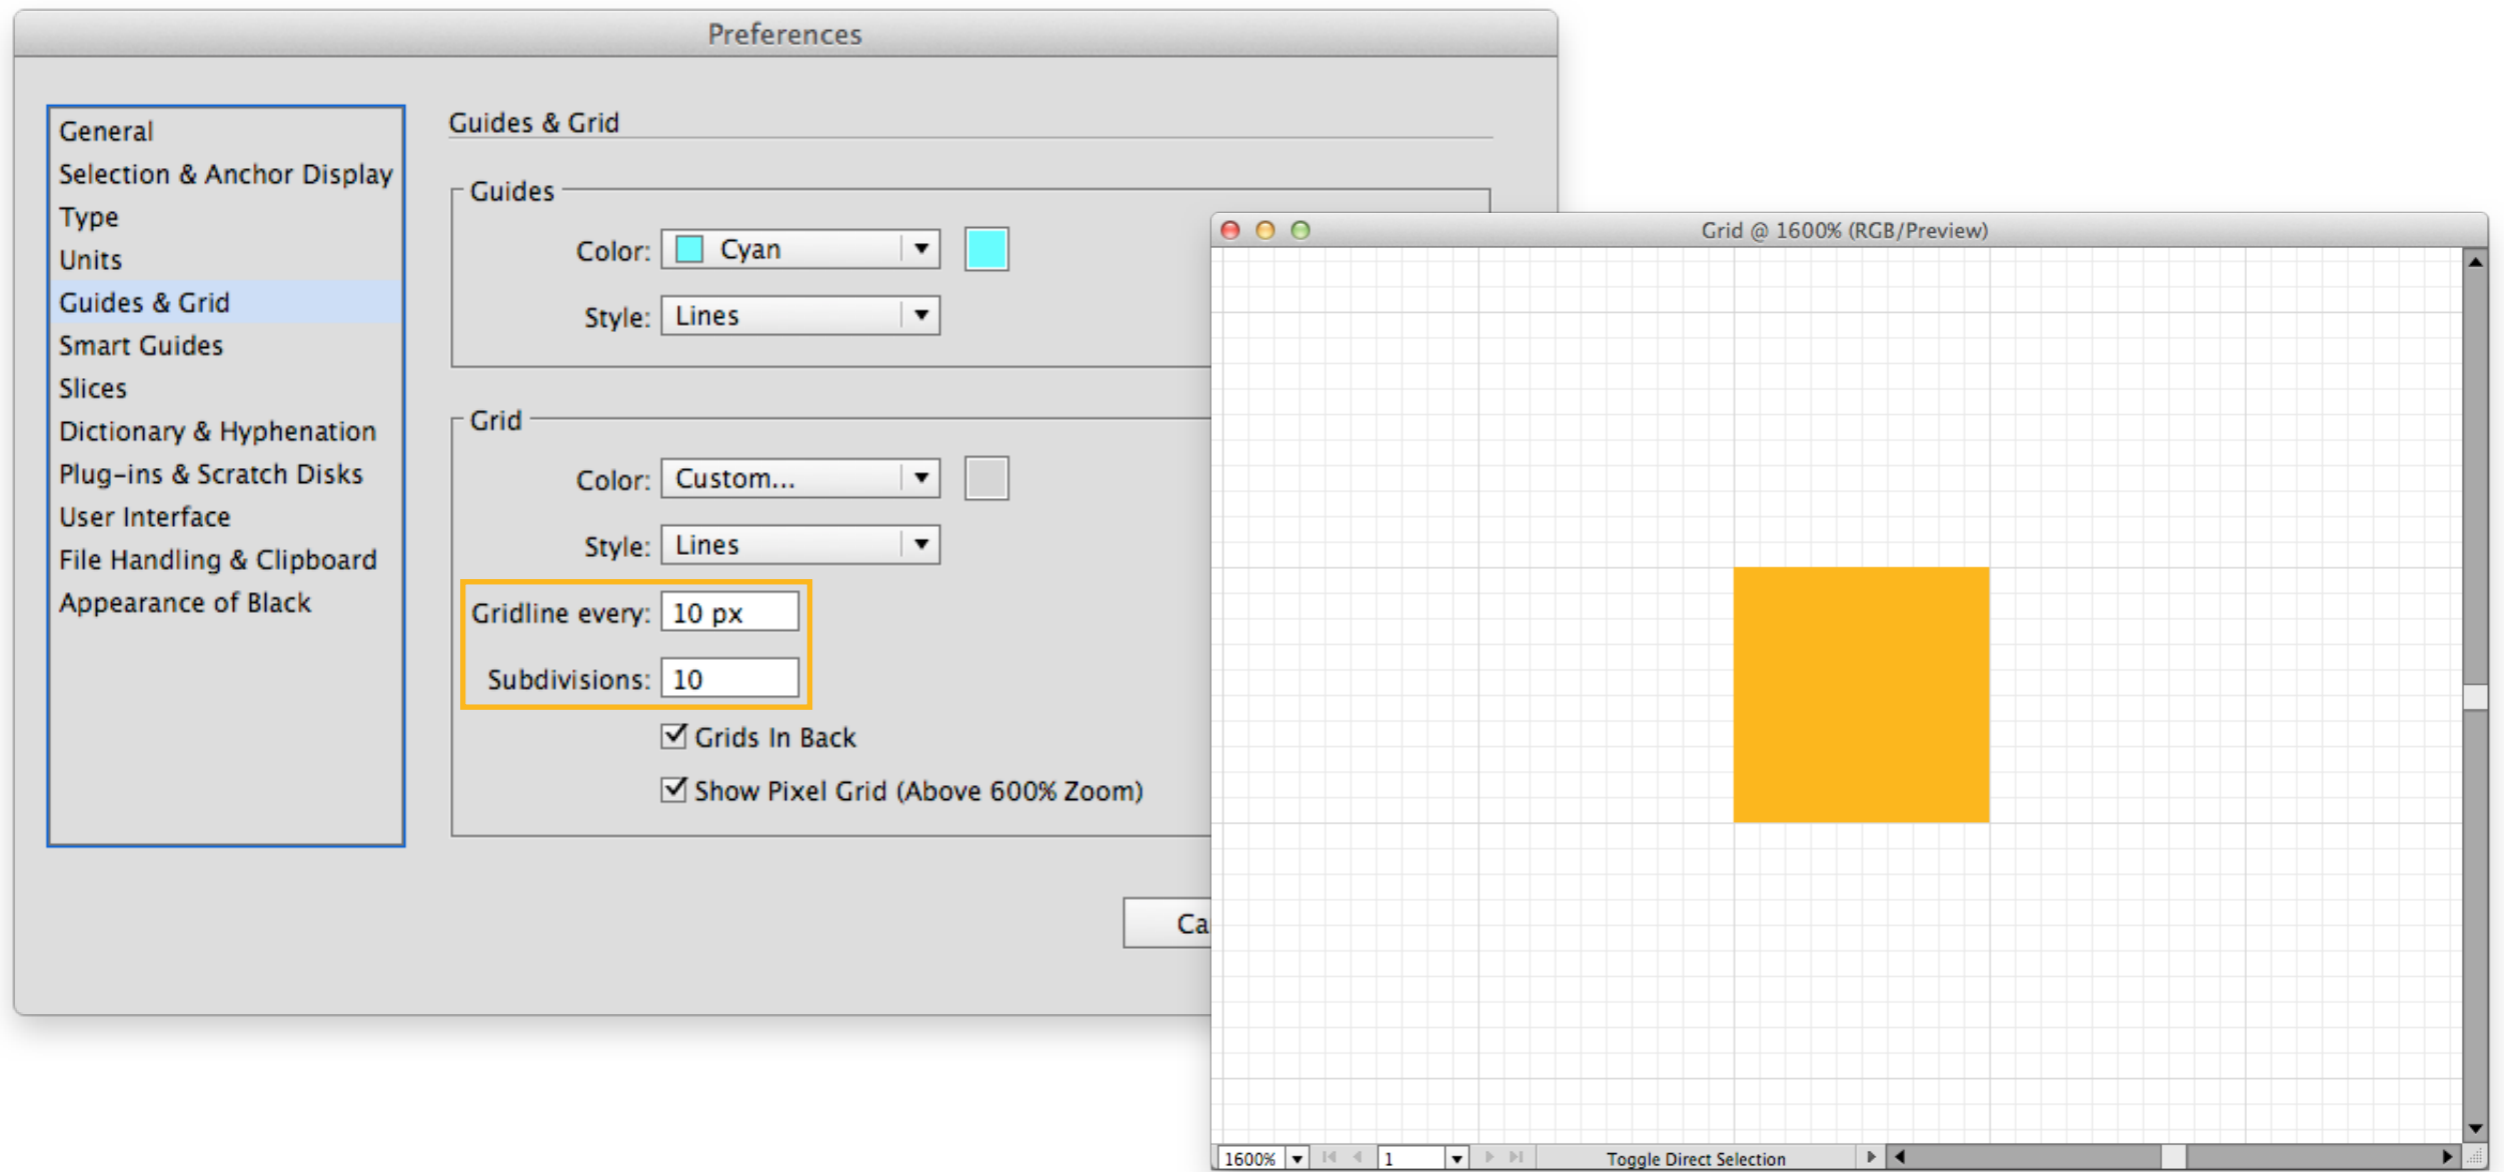 Preferences
General
Selection & Anchor Display
Type
Units
Guides & Grid
Smart Guides
Slices
Dictionary & Hyphenation
Plug-ins & Scratch Disks
User Interface
File Handling & Clipboard
Appearance of Black
Guides & Grid
Guides
Color: Cyan
Style: Lines
Grid
Color: Custom...
Style: Lines
Gridline every: 10 px
Subdivisions: 10
Grids In Back
Show Pixel Grid (Above 600% Zoom)
Ca
Grid @ 1600% (RGB/Preview)
1600% 1 Toggle Direct Selection